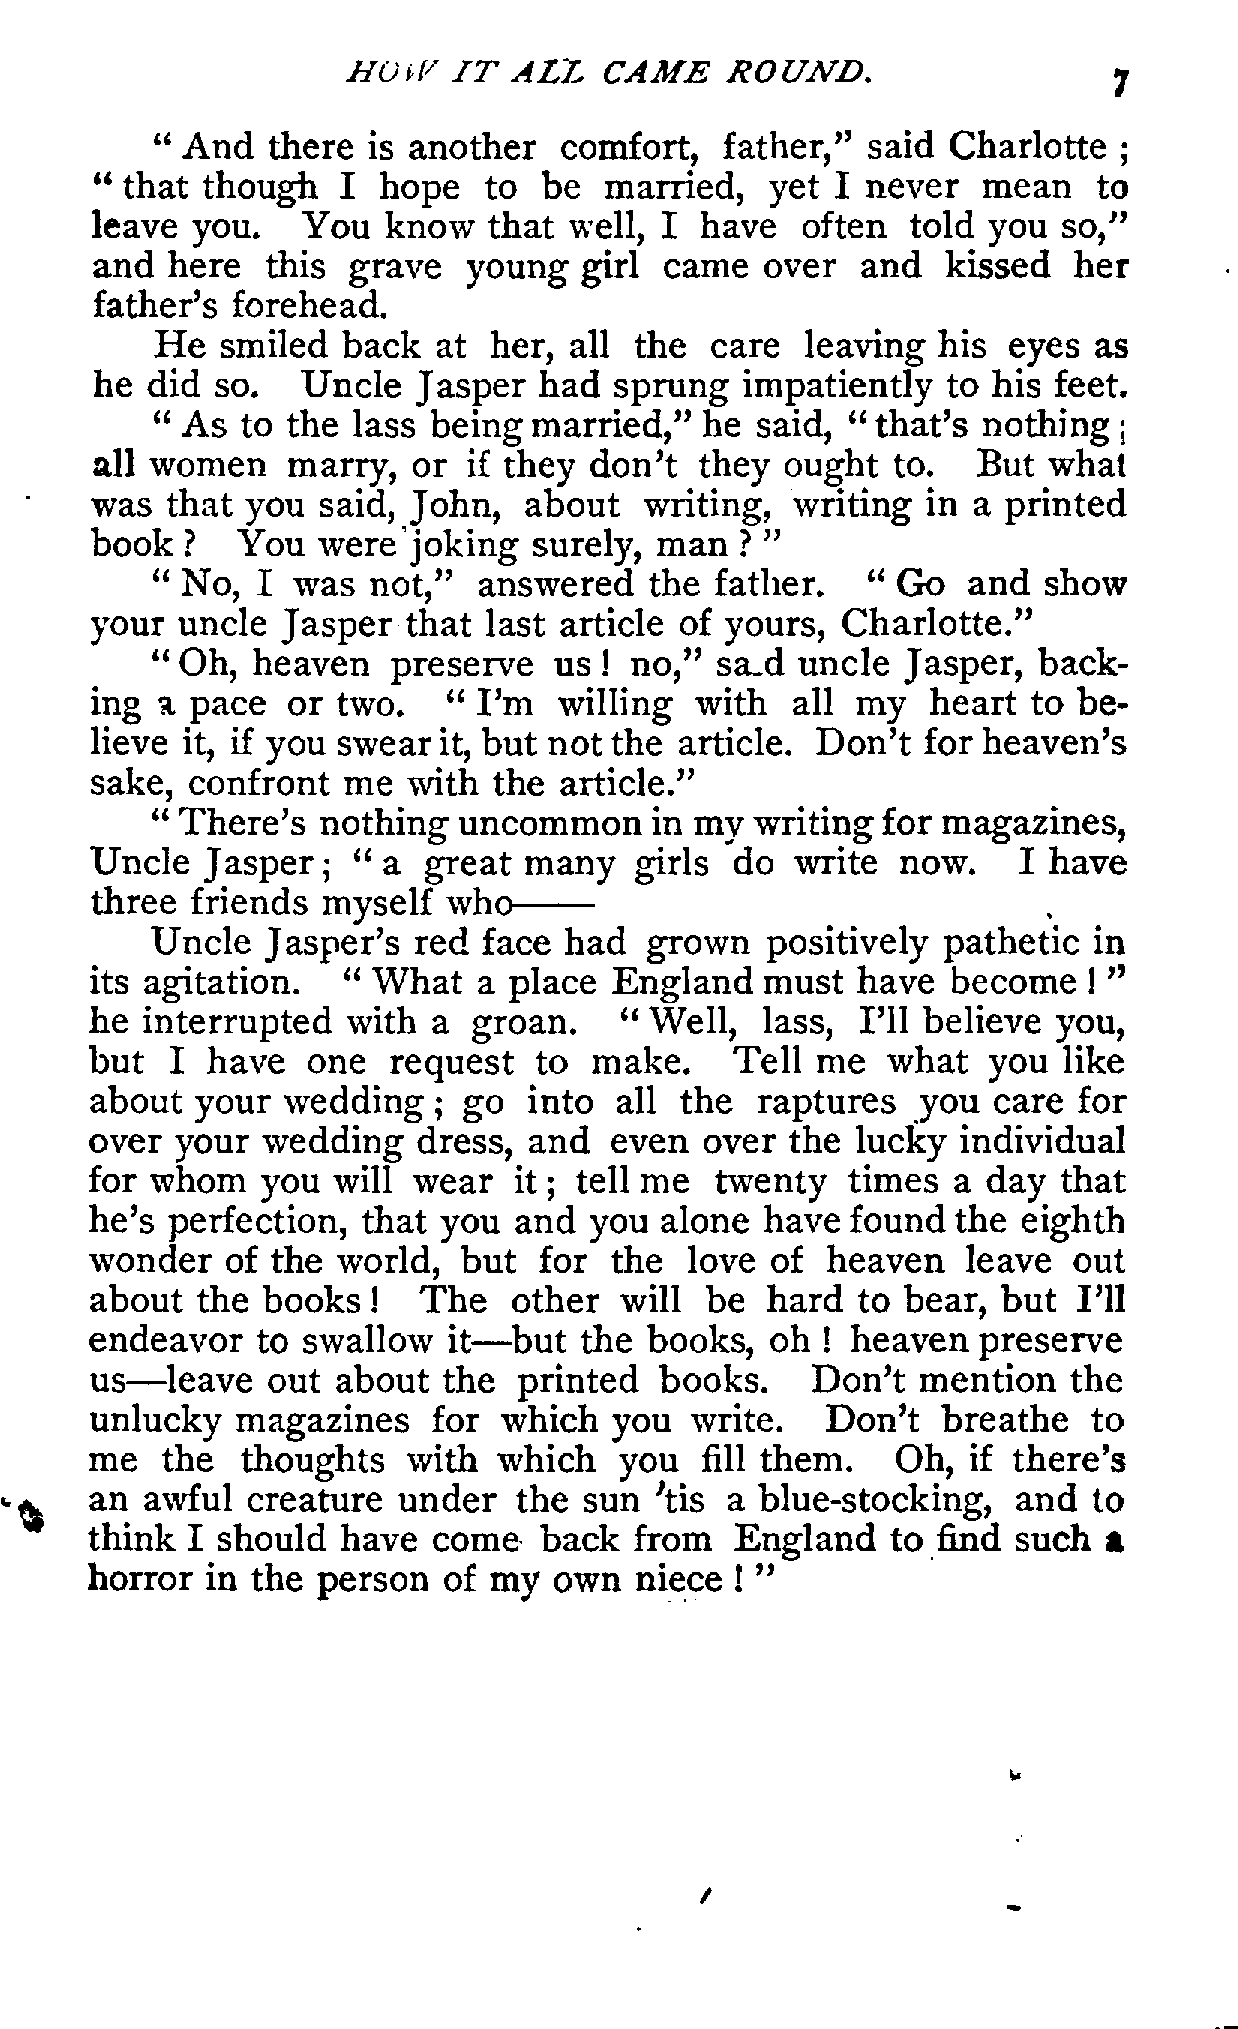 HOW IT ALL CAME ROUND. 7
" And there is another comfort, father," said Charlotte ;
" that though I hope to be married, yet I never mean to
leave you. You know that well, I have often told you so,"
and here this grave young girl came over and kissed her
father's forehead.
He smiled back at her, all the care leaving his eyes as
he did so. Uncle Jasper had sprung impatiently to his feet.
" As to the lass being married," he said, " that's nothing ;
all women marry, or if they don't they ought to. But what
was that you said, John, about writing, writing in a printed
book ? You were joking surely, man ? "
" No, I was not," answered the father. " Go and show
your uncle Jasper that last article of yours, Charlotte."
" Oh, heaven preserve us ! no," said uncle Jasper, back-
ing a pace or two. " I'm willing with all my heart to be-
lieve it, if you swear it, but not the article. Don't for heaven's
sake, confront me with the article."
" There's nothing uncommon in my writing for magazines,
Uncle Jasper ; " a great many girls do write now. I have
three friends myself who——
Uncle Jasper's red face had grown positively pathetic in
its agitation. " What a place England must have become ! "
he interrupted with a groan. " Well, lass, I'll believe you,
but I have one request to make. Tell me what you like
about your wedding ; go into all the raptures you care for
over your wedding dress, and even over the lucky individual
for whom you will wear it ; tell me twenty times a day that
he's perfection, that you and you alone have found the eighth
wonder of the world, but for the love of heaven leave out
about the books ! The other will be hard to bear, but I'll
endeavor to swallow it—but the books, oh ! heaven preserve
us—leave out about the printed books. Don't mention the
unlucky magazines for which you write. Don't breathe to
me the thoughts with which you fill them. Oh, if there's
an awful creature under the sun 'tis a blue-stocking, and to
think I should have come back from England to find such a
horror in the person of my own niece ! "